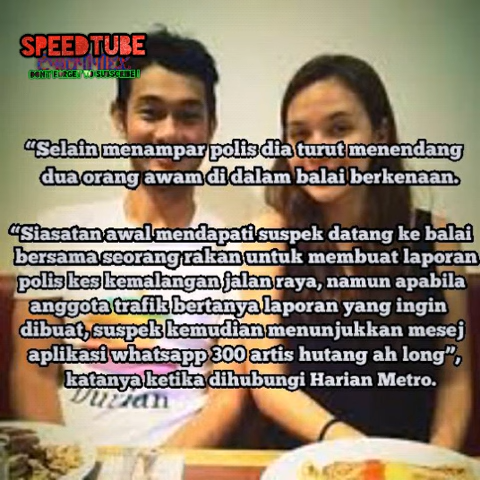 SPEEDTUBE
DON'T FORGET TO SUBSCRIBE!
“Selain menampar polis dia turut menendang
dua orang awam di dalam balai berkenaan.
“Siasatan awal mendapati suspek datang ke balai
bersama seorang rakan untuk membuat laporan
polis kes kemalangan jalan raya, namun apabila
anggota trafik bertanya laporan yang ingin
dibuat, suspek kemudian menunjukkan mesej
aplikasi whatsapp 300 artis hutang ah long”,
katanya ketika dihubungi Harian Metro.